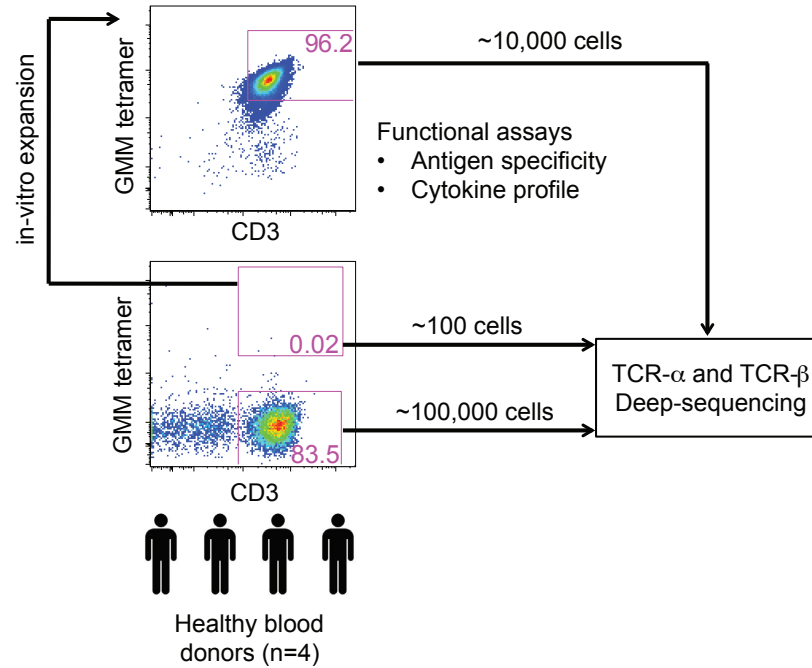 96.2
GMM tetramer
CD3
in-vitro expansion
~10,000 cells
Functional assays
• Antigen specificity
• Cytokine profile
0.02
83.5
GMM tetramer
CD3
~100 cells
~100,000 cells
TCR-α and TCR-β
Deep-sequencing
Healthy blood
donors (n=4)